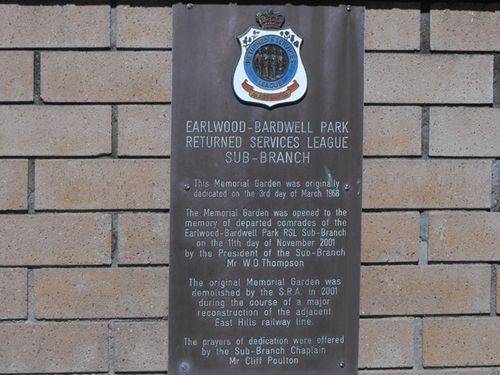 RETURNED & SERVICES
LEAGUE
EARLWOOD-BARDWELL PARK
RETURNED SERVICES LEAGUE
SUB-BRANCH
This Memorial Garden was originally
dedicated on the 3rd day of March 1968
The Memorial Garden was opened to the
memory of departed comrades of the
Earlwood-Bardwell Park RSL Sub-Branch
on the 11th day of November 2001
by the President of the Sub-Branch
Mr W.D.Thompson
The original Memorial Garden was
demolished by the S.R.A. in 2001
during the course of a major
reconstruction of the adjacent
East Hills railway line.
The prayers of dedication were offered
by the Sub-Branch Chaplain
Mr Cliff Poulton